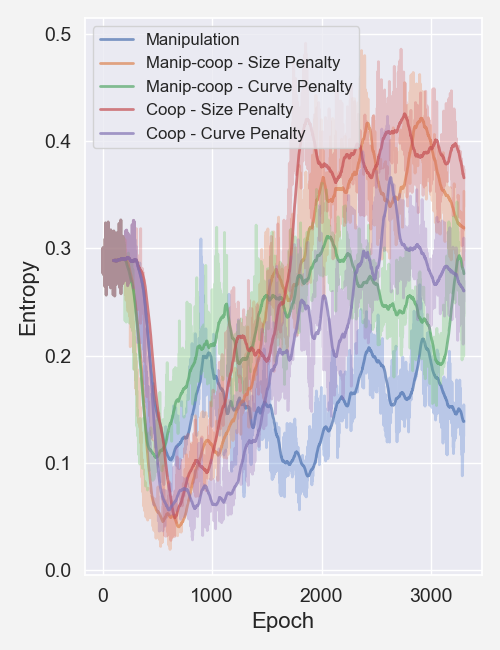 0.5
0.4
0.3
0.2
0.1
0.0
Entropy
Manipulation
Manip-coop - Size Penalty
Manip-coop - Curve Penalty
Coop - Size Penalty
Coop - Curve Penalty
0 1000 2000 3000
Epoch